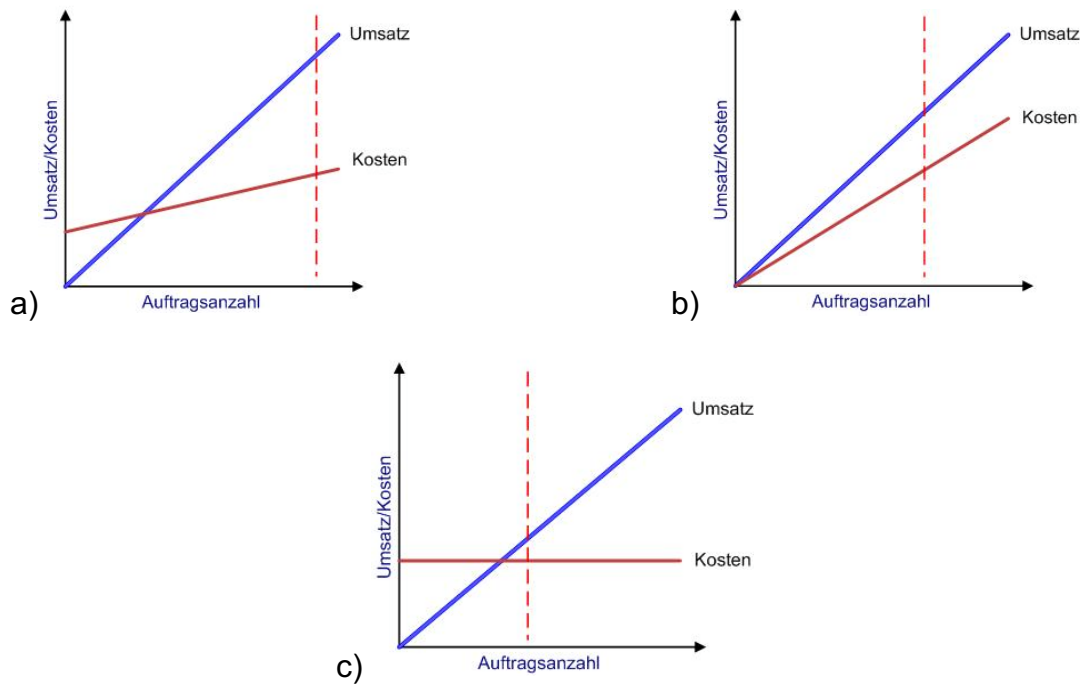 Umsatz
Kosten
Umsatz/Kosten
Auftragsanzahl
a)
Umsatz
Kosten
Umsatz/Kosten
Auftragsanzahl
b)
Umsatz
Kosten
Umsatz/Kosten
Auftragsanzahl
c)